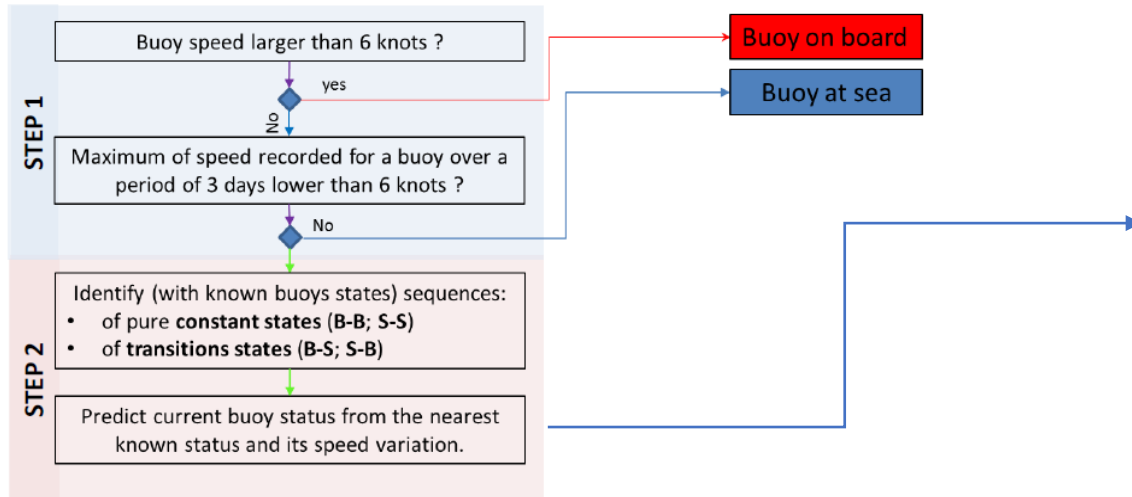 STEP 1
Buoy speed larger than 6 knots ?
yes
No
Maximum of speed recorded for a buoy over a
period of 3 days lower than 6 knots ?
No
Buoy on board
Buoy at sea
STEP 2
Identify (with known buoys states) sequences:
• of pure constant states (B-B; S-S)
• of transitions states (B-S; S-B)
Predict current buoy status from the nearest
known status and its speed variation.